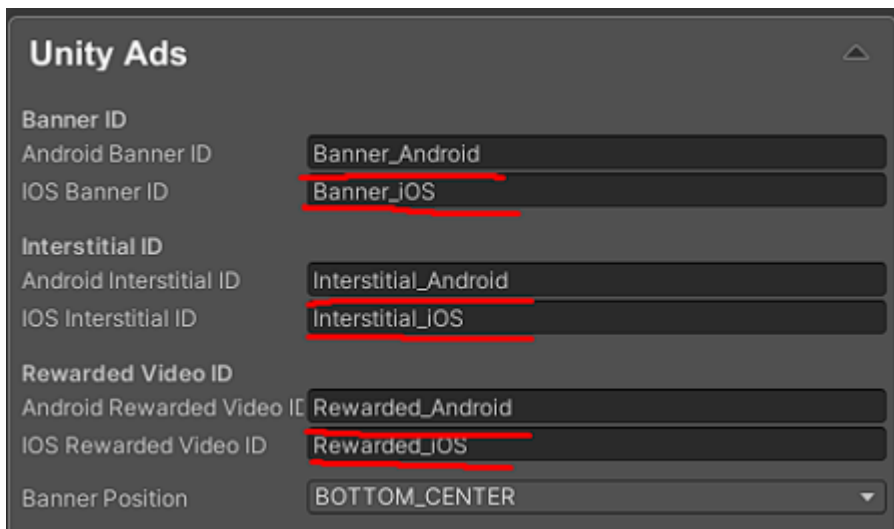 Unity Ads
Banner ID
Android Banner ID Banner_Android
IOS Banner ID Banner_iOS
Interstitial ID
Android Interstitial ID Interstitial_Android
IOS Interstitial ID Interstitial_iOS
Rewarded Video ID
Android Rewarded Video ID Rewarded_Android
IOS Rewarded Video ID Rewarded_iOS
Banner Position BOTTOM_CENTER